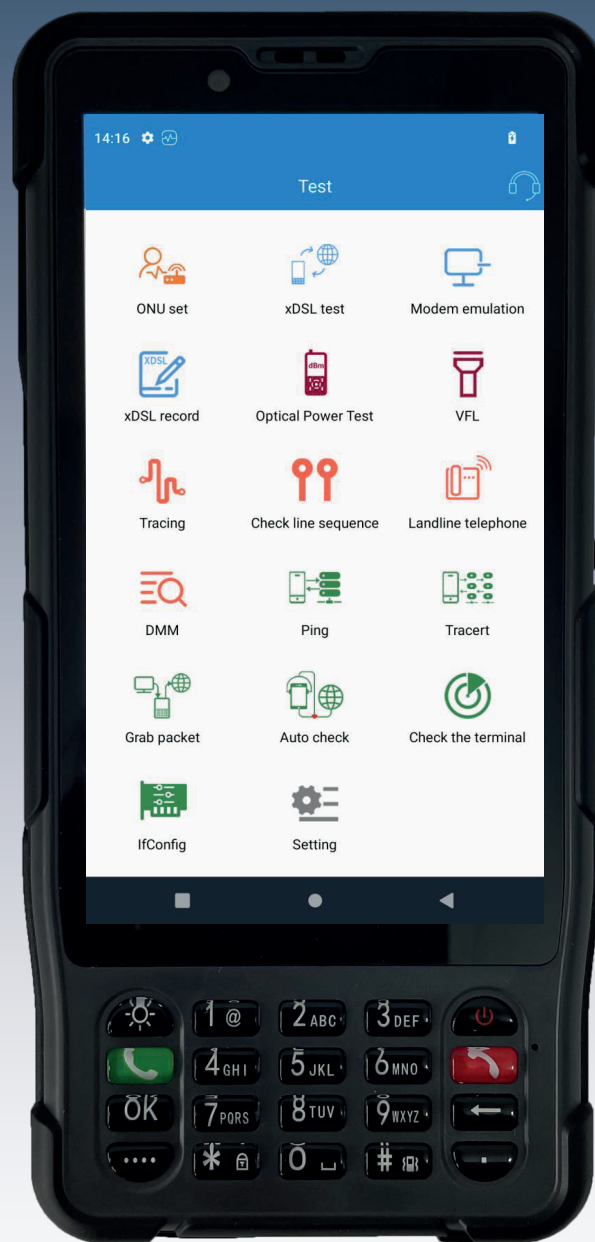 14:16
Test
ONU set
xDSL test
Modem emulation
XDSL
dBm
xDSL record
Optical Power Test
VFL
Tracing
Check line sequence
Landline telephone
DMM
Ping
Tracert
Grab packet
Auto check
Check the terminal
IfConfig
Setting
1 @
2 ABC
3 DEF
4 GHI
5 JKL
6 MNO
OK
7 PQRS
8 TUV
9 WXYZ
....
*
0
#
.